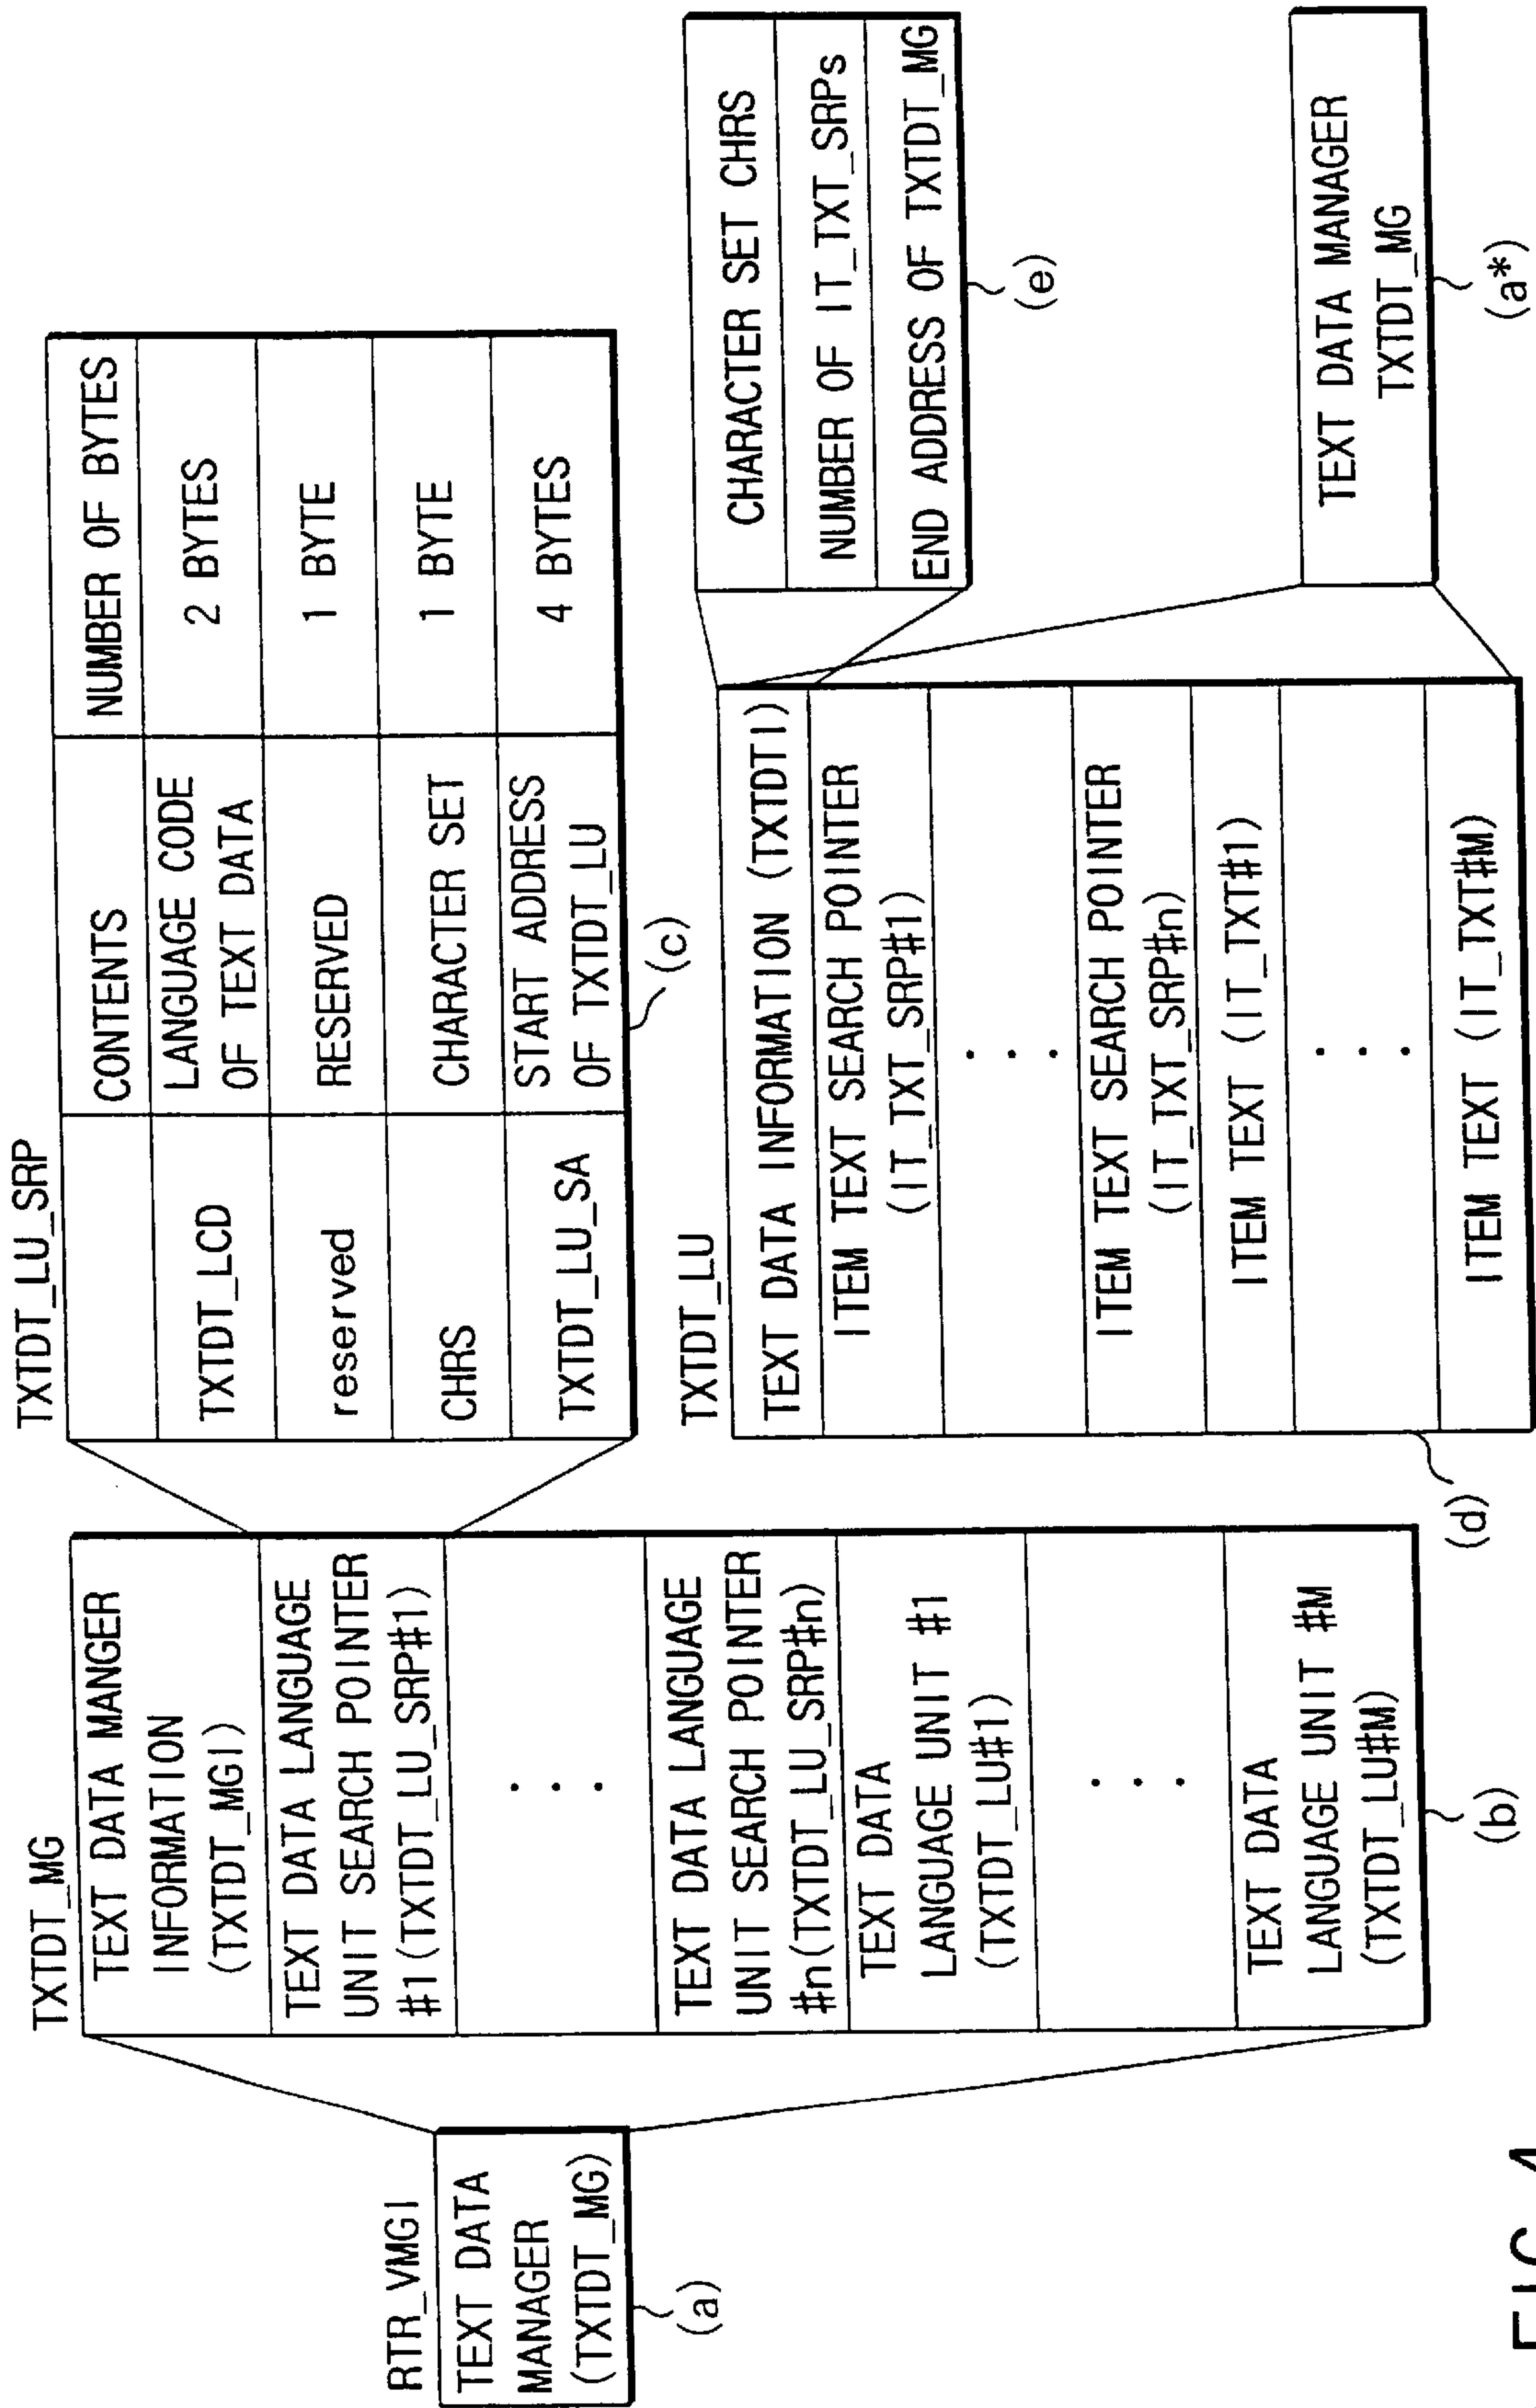 RTR_VMGI
TEXT DATA
MANAGER
(TXTDT_MG)
(a)
TXTDT_MG
TEXT DATA MANGER
INFORMATION
(TXTDT_MGI)
TEXT DATA LANGUAGE
UNIT SEARCH POINTER
#1(TXTDT_LU_SRP#1)
...
TEXT DATA LANGUAGE
UNIT SEARCH POINTER
#n(TXTDT_LU_SRP#n)
TEXT DATA
LANGUAGE UNIT #1
(TXTDT_LU#1)
...
TEXT DATA
LANGUAGE UNIT #M
(TXTDT_LU#M)
(b)
TXTDT_LU_SRP
CONTENTS NUMBER OF BYTES
TXTDT_LCD LANGUAGE CODE 2 BYTES
OF TEXT DATA
reserved RESERVED 1 BYTE
CHRS CHARACTER SET 1 BYTE
TXTDT_LU_SA START ADDRESS 4 BYTES
OF TXTDT_LU
(c)
TXTDT_LU
TEXT DATA INFORMATION (TXTDTI)
ITEM TEXT SEARCH POINTER
(IT_TXT_SRP#1)
...
ITEM TEXT SEARCH POINTER
(IT_TXT_SRP#n)
ITEM TEXT (IT_TXT#1)
...
ITEM TEXT (IT_TXT#M)
(d)
CHARACTER SET CHRS
NUMBER OF IT_TXT_SRPs
END ADDRESS OF TXTDT_MG
(e)
TEXT DATA MANAGER
TXTDT_MG
(a*)